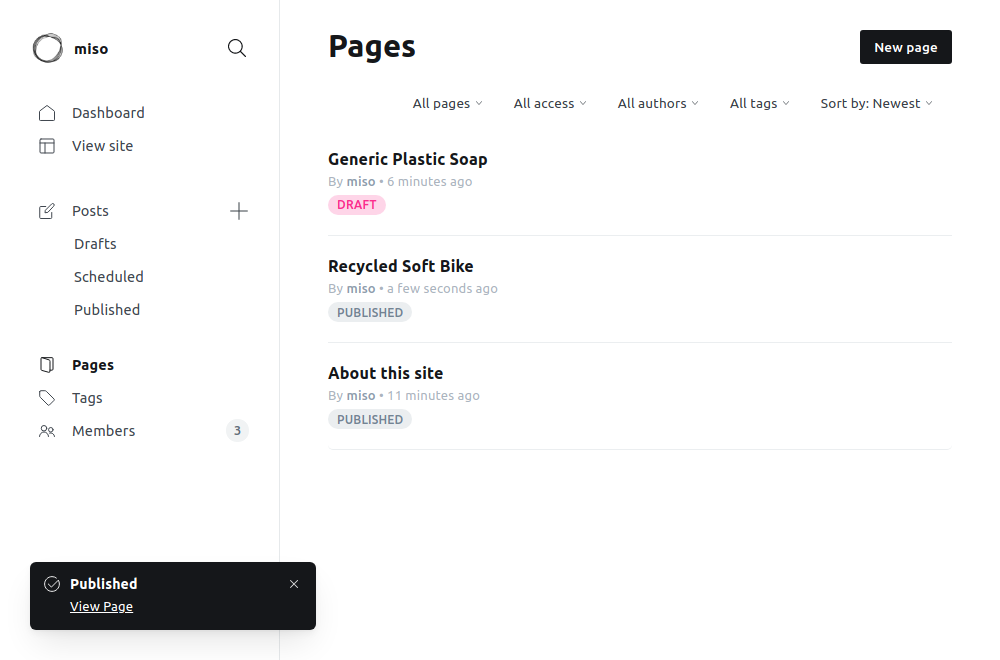 miso
Dashboard
View site
Posts
Drafts
Scheduled
Published
Pages
Tags
Members 3
Pages
New page
All pages All access All authors All tags Sort by: Newest
Generic Plastic Soap
By miso • 6 minutes ago
DRAFT
Recycled Soft Bike
By miso • a few seconds ago
PUBLISHED
About this site
By miso • 11 minutes ago
PUBLISHED
Published
View Page